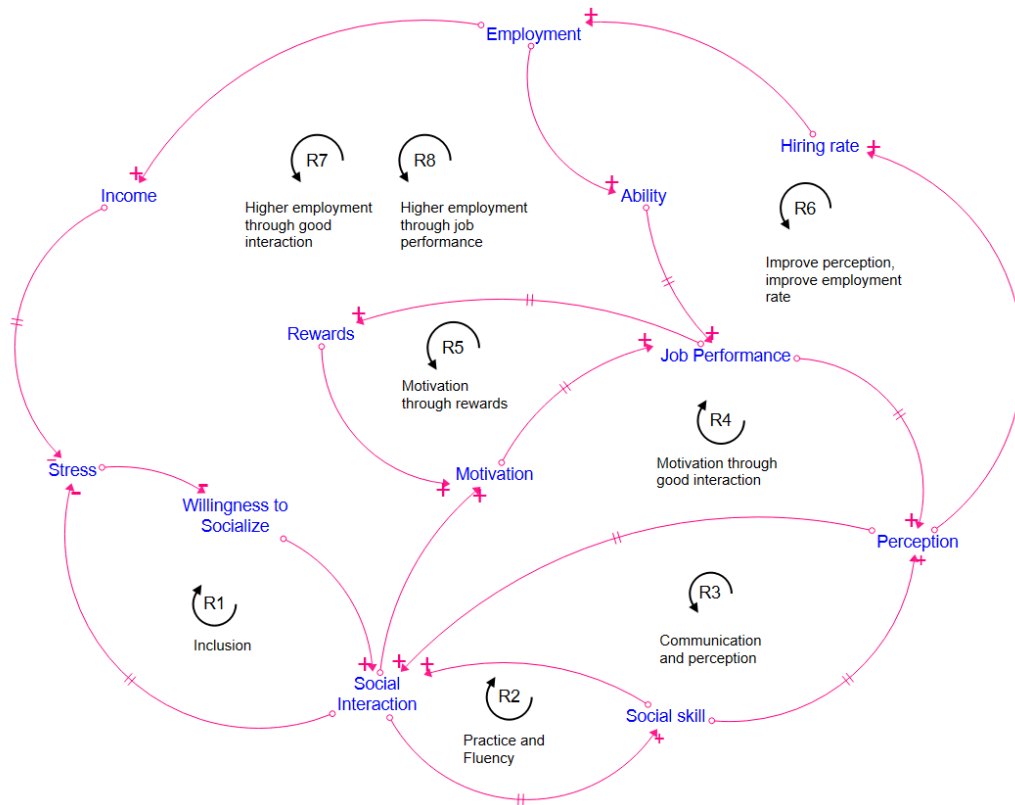 Employment
Hiring rate
R7
R8
Income
Ability
R6
Higher employment
through good
interaction
Higher employment
through job
performance
Improve perception,
improve employment
rate
Rewards
R5
Job Performance
Motivation
through rewards
R4
Stress
Motivation
Motivation through
good interaction
Willingness to
Socialize
Perception
R1
R3
Inclusion
Communication
and perception
Social
Interaction
R2
Social skill
Practice and
Fluency